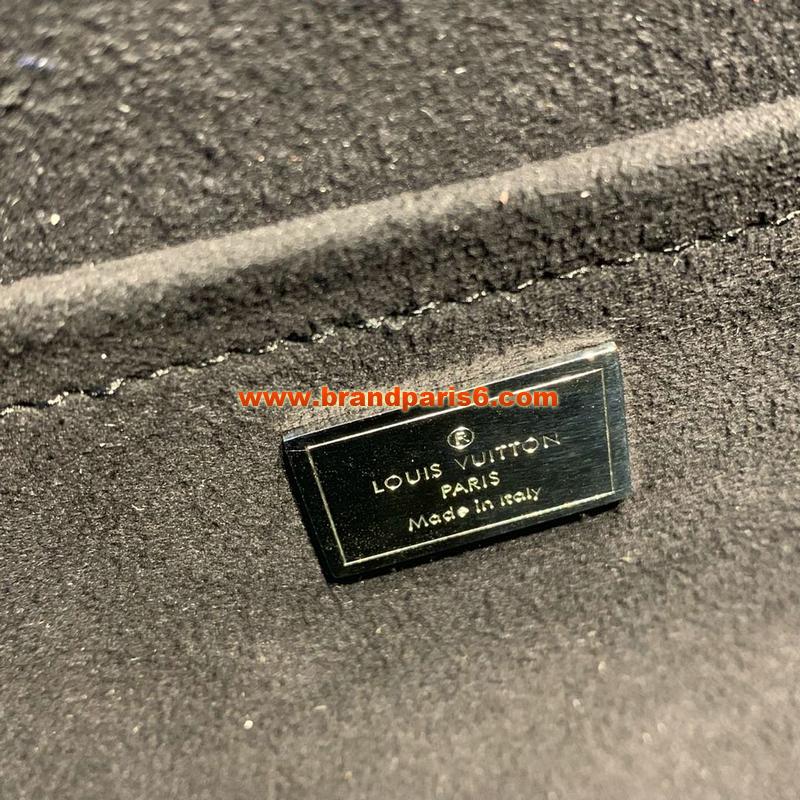 www.brandparis6.com
®
LOUIS VUITTON
PARIS
Made in Italy